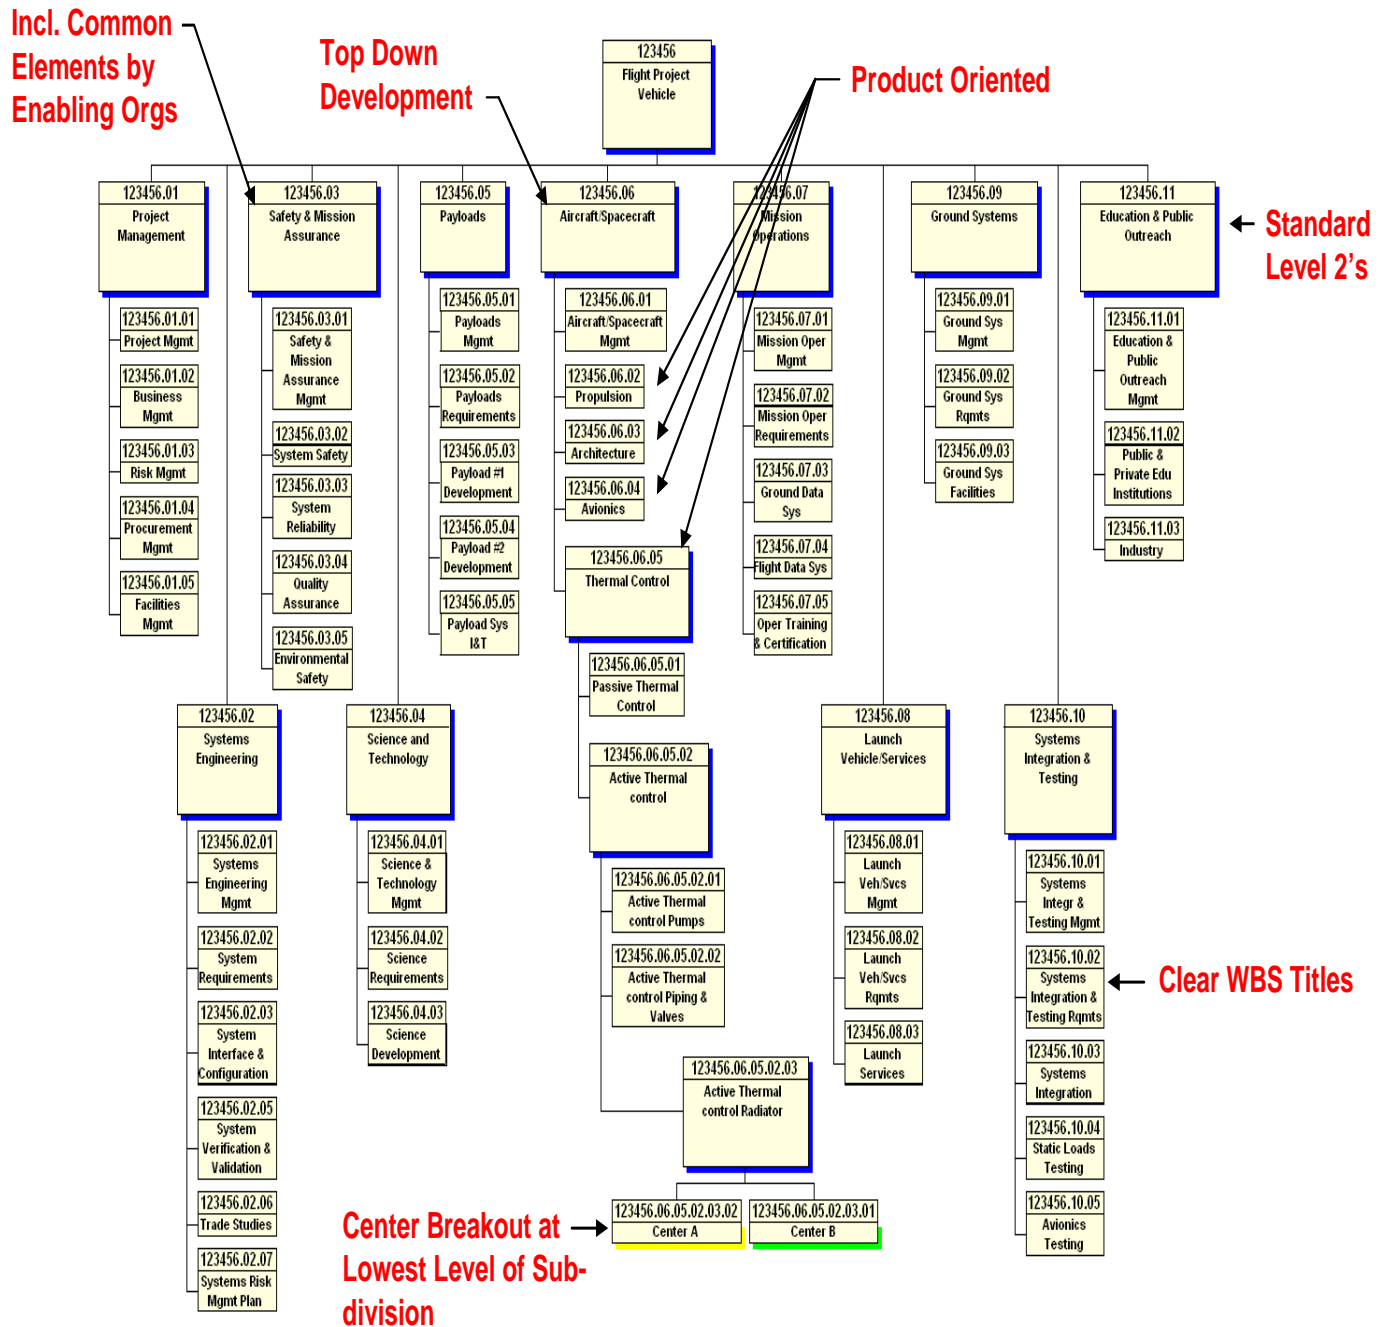 Incl. Common
Elements by
Enabling Orgs
Top Down
Development
123456
Flight Project
Vehicle
Product Oriented
123456.01
Project
Management
123456.03
Safety & Mission
Assurance
123456.05
Payloads
123456.06
Aircraft/Spacecraft
123456.07
Mission
Operations
123456.09
Ground Systems
123456.11
Education & Public
Outreach
Standard
Level 2's
123456.01.01
Project Mgmt
123456.01.02
Business
Mgmt
123456.01.03
Risk Mgmt
123456.01.04
Procurement
Mgmt
123456.01.05
Facilities
Mgmt
123456.03.01
Safety &
Mission
Assurance
Mgmt
123456.03.02
System Safety
123456.03.03
System
Reliability
123456.03.04
Quality
Assurance
123456.03.05
Environmental
Safety
123456.05.01
Payloads
Mgmt
123456.05.02
Payloads
Requirements
123456.05.03
Payload #1
Development
123456.05.04
Payload #2
Development
123456.05.05
Payload Sys
I&T
123456.06.01
Aircraft/Spacecraft
Mgmt
123456.06.02
Propulsion
123456.06.03
Architecture
123456.06.04
Avionics
123456.06.05
Thermal Control
123456.06.05.01
Passive Thermal
Control
123456.06.05.02
Active Thermal
control
123456.06.05.02.01
Active Thermal
control Pumps
123456.06.05.02.02
Active Thermal
control Piping &
Valves
123456.06.05.02.03
Active Thermal
control Radiator
123456.06.05.02.03.02
Center A
123456.06.05.02.03.01
Center B
123456.07.01
Mission Oper
Mgmt
123456.07.02
Mission Oper
Requirements
123456.07.03
Ground Data
Sys
123456.07.04
Flight Data Sys
123456.07.05
Oper Training
& Certification
123456.09.01
Ground Sys
Mgmt
123456.09.02
Ground Sys
Rqmts
123456.09.03
Ground Sys
Facilities
123456.11.01
Education &
Public
Outreach
Mgmt
123456.11.02
Public &
Private Edu
Institutions
123456.11.03
Industry
123456.02
Systems
Engineering
123456.02.01
Systems
Engineering
Mgmt
123456.02.02
System
Requirements
123456.02.03
System
Interface &
Configuration
123456.02.05
System
Verification &
Validation
123456.02.06
Trade Studies
123456.02.07
Systems Risk
Mgmt Plan
123456.04
Science and
Technology
123456.04.01
Science &
Technology
Mgmt
123456.04.02
Science
Requirements
123456.04.03
Science
Development
123456.08
Launch
Vehicle/Services
123456.08.01
Launch
Veh/Svcs
Mgmt
123456.08.02
Launch
Veh/Svcs
Rqmts
123456.08.03
Launch
Services
123456.10
Systems
Integration &
Testing
123456.10.01
Systems
Integr &
Testing Mgmt
123456.10.02
Systems
Integration &
Testing Rqmts
123456.10.03
Systems
Integration
123456.10.04
Static Loads
Testing
123456.10.05
Avionics
Testing
Clear WBS Titles
Center Breakout at
Lowest Level of Sub-
division